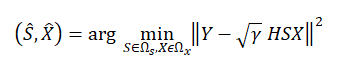 (Ŝ, X̂) = arg min_{S∈Ω_s, X∈Ω_x} ‖Y − √γ HSX‖²